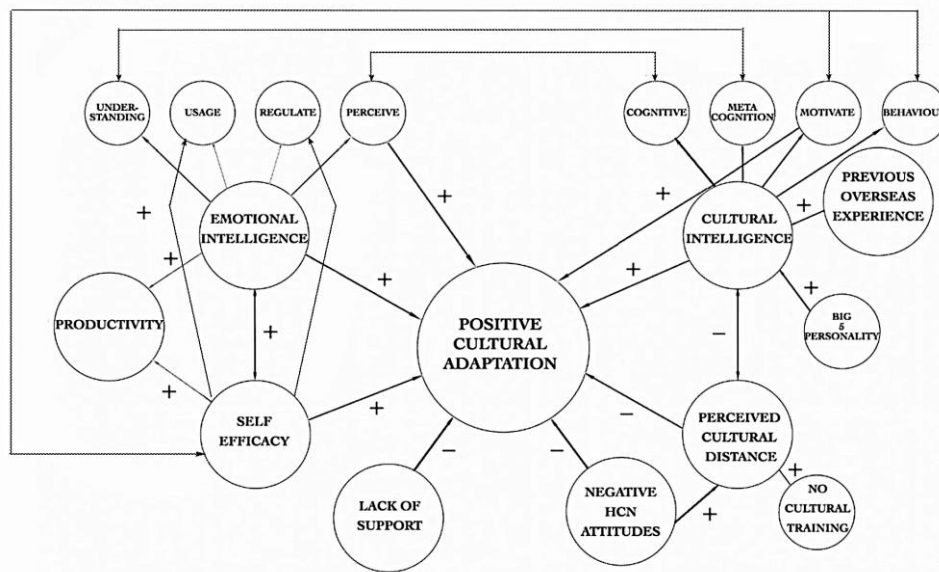 UNDER-
STANDING
USAGE
REGULATE
PERCEIVE
COGNITIVE
META
COGNITION
MOTIVATE
BEHAVIOUR
PREVIOUS
OVERSEAS
EXPERIENCE
EMOTIONAL
INTELLIGENCE
CULTURAL
INTELLIGENCE
+
+
+
+
+
+
+
+
PRODUCTIVITY
POSITIVE
CULTURAL
ADAPTATION
BIG
5
PERSONALITY
+
–
+
+
–
SELF
EFFICACY
PERCEIVED
CULTURAL
DISTANCE
–
–
+
+
LACK OF
SUPPORT
NEGATIVE
HCN
ATTITUDES
NO
CULTURAL
TRAINING